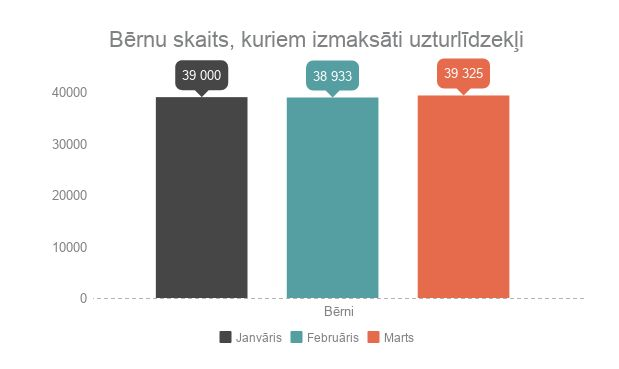 Bērnu skaits, kuriem izmaksāti uzturlīdzekļi
39 000
38 933
39 325
40000
30000
20000
10000
0
Bērni
Janvāris Februāris Marts